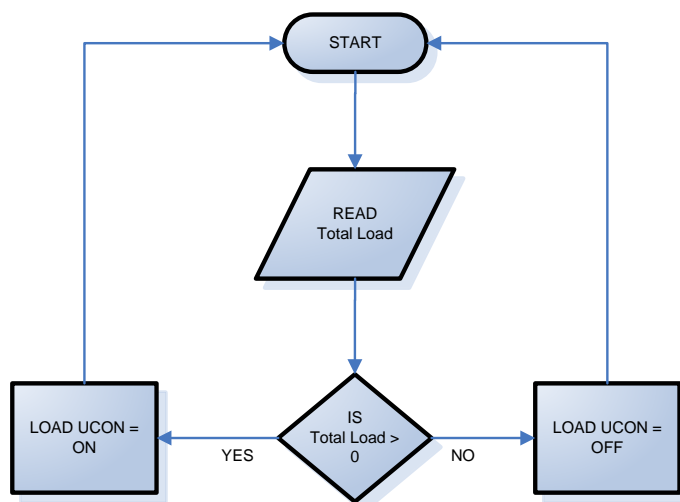 START
READ
Total Load
IS
Total Load >
0
YES
NO
LOAD UCON =
ON
LOAD UCON =
OFF